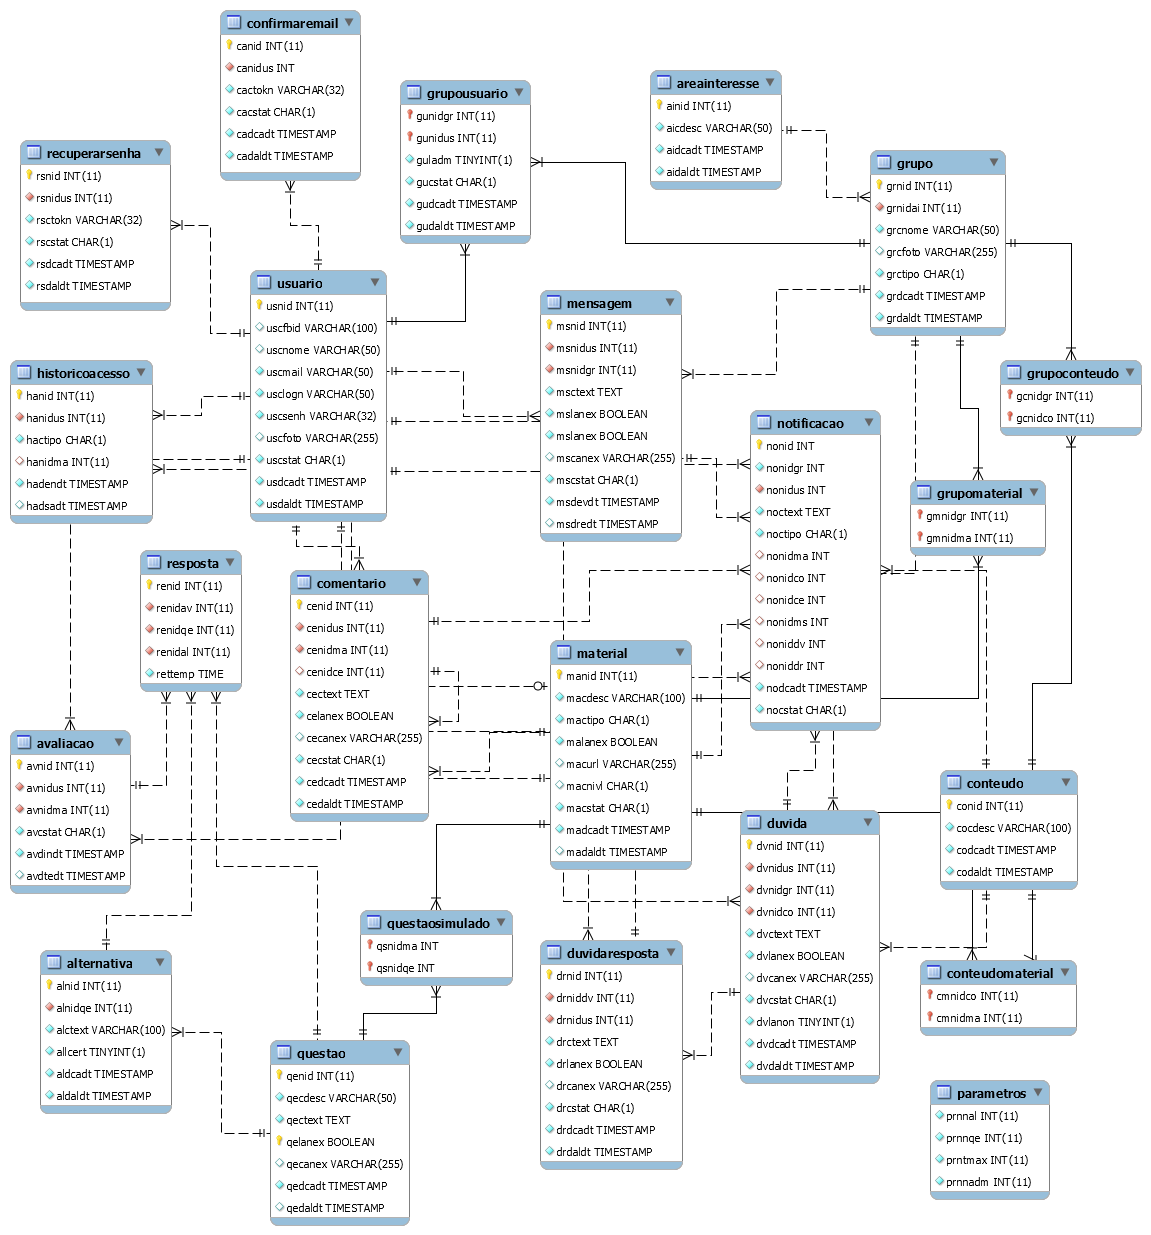 confirmaremail
canid INT(11)
canidus INT
cactokn VARCHAR(32)
cacstat CHAR(1)
cadcadt TIMESTAMP
cadaldt TIMESTAMP
grupousuario
gunidgr INT(11)
gunidus INT(11)
guladm TINYINT(1)
gucstat CHAR(1)
gudcadt TIMESTAMP
gudaldt TIMESTAMP
areainteresse
ainid INT(11)
aicdesc VARCHAR(50)
aidcadt TIMESTAMP
aidaldt TIMESTAMP
recuperarsenha
rsnid INT(11)
rsnidus INT(11)
rsctokn VARCHAR(32)
rscstat CHAR(1)
rsdcadt TIMESTAMP
rsdaldt TIMESTAMP
grupo
grnid INT(11)
grnidai INT(11)
grcnome VARCHAR(50)
grcfoto VARCHAR(255)
grctipo CHAR(1)
grdcadt TIMESTAMP
grdaldt TIMESTAMP
usuario
usnid INT(11)
uscfbid VARCHAR(100)
uscnome VARCHAR(50)
uscmail VARCHAR(50)
usclogn VARCHAR(50)
uscsenh VARCHAR(32)
uscfoto VARCHAR(255)
uscstat CHAR(1)
usdcadt TIMESTAMP
usdaldt TIMESTAMP
mensagem
msnid INT(11)
msnidus INT(11)
msnidgr INT(11)
msctext TEXT
mslanex BOOLEAN
mslanex BOOLEAN
mscanex VARCHAR(255)
mscstat CHAR(1)
msdevdt TIMESTAMP
msdredt TIMESTAMP
historicoacesso
hanid INT(11)
hanidus INT(11)
hactipo CHAR(1)
hanidma INT(11)
hadendt TIMESTAMP
hadsadt TIMESTAMP
grupoconteudo
gcnidgr INT(11)
gcnidco INT(11)
notificacao
nonid INT
nonidgr INT
nonidus INT
noctext TEXT
noctipo CHAR(1)
nonidma INT
nonidco INT
nonidce INT
nonidms INT
noniddv INT
noniddr INT
nodcadt TIMESTAMP
nocstat CHAR(1)
grupomaterial
gmnidgr INT(11)
gmnidma INT(11)
resposta
renid INT(11)
renidav INT(11)
renidqe INT(11)
renidal INT(11)
rettemp TIME
comentario
cenid INT(11)
cenidus INT(11)
cenidma INT(11)
cenidce INT(11)
cectext TEXT
celanex BOOLEAN
cecanex VARCHAR(255)
cecstat CHAR(1)
cedcadt TIMESTAMP
cedaldt TIMESTAMP
material
manid INT(11)
macdesc VARCHAR(100)
mactipo CHAR(1)
malanex BOOLEAN
macurl VARCHAR(255)
macnivl CHAR(1)
macstat CHAR(1)
madcadt TIMESTAMP
madaldt TIMESTAMP
avaliacao
avnid INT(11)
avnidus INT(11)
avnidma INT(11)
avcstat CHAR(1)
avdindt TIMESTAMP
avdtedt TIMESTAMP
conteudo
conid INT(11)
cocdesc VARCHAR(100)
codcadt TIMESTAMP
codaldt TIMESTAMP
duvida
dvnid INT(11)
dvnidus INT(11)
dvnidgr INT(11)
dvnidco INT(11)
dvctext TEXT
dvlanex BOOLEAN
dvcanex VARCHAR(255)
dvcstat CHAR(1)
dvlanon TINYINT(1)
dvdcadt TIMESTAMP
dvdaldt TIMESTAMP
questaosimulado
qsnidma INT
qsnidqe INT
duvidaresposta
drnid INT(11)
drniddv INT(11)
drnidus INT(11)
drctext TEXT
drlanex BOOLEAN
drcanex VARCHAR(255)
drcstat CHAR(1)
drdcadt TIMESTAMP
drdaldt TIMESTAMP
alternativa
alnid INT(11)
alnidqe INT(11)
alctext VARCHAR(100)
allcert TINYINT(1)
aldcadt TIMESTAMP
aldaldt TIMESTAMP
conteudomaterial
cmnidco INT(11)
cmnidma INT(11)
questao
qenid INT(11)
qecdesc VARCHAR(50)
qectext TEXT
qelanex BOOLEAN
qecanex VARCHAR(255)
qedcadt TIMESTAMP
qedaldt TIMESTAMP
parametros
prnnal INT(11)
prnnqe INT(11)
prntmax INT(11)
prnnadm INT(11)